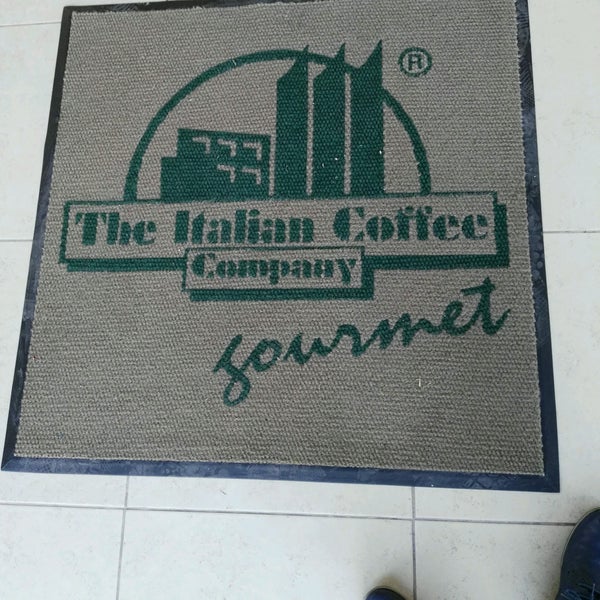 ®
The Italian Coffee
Company
gourmet